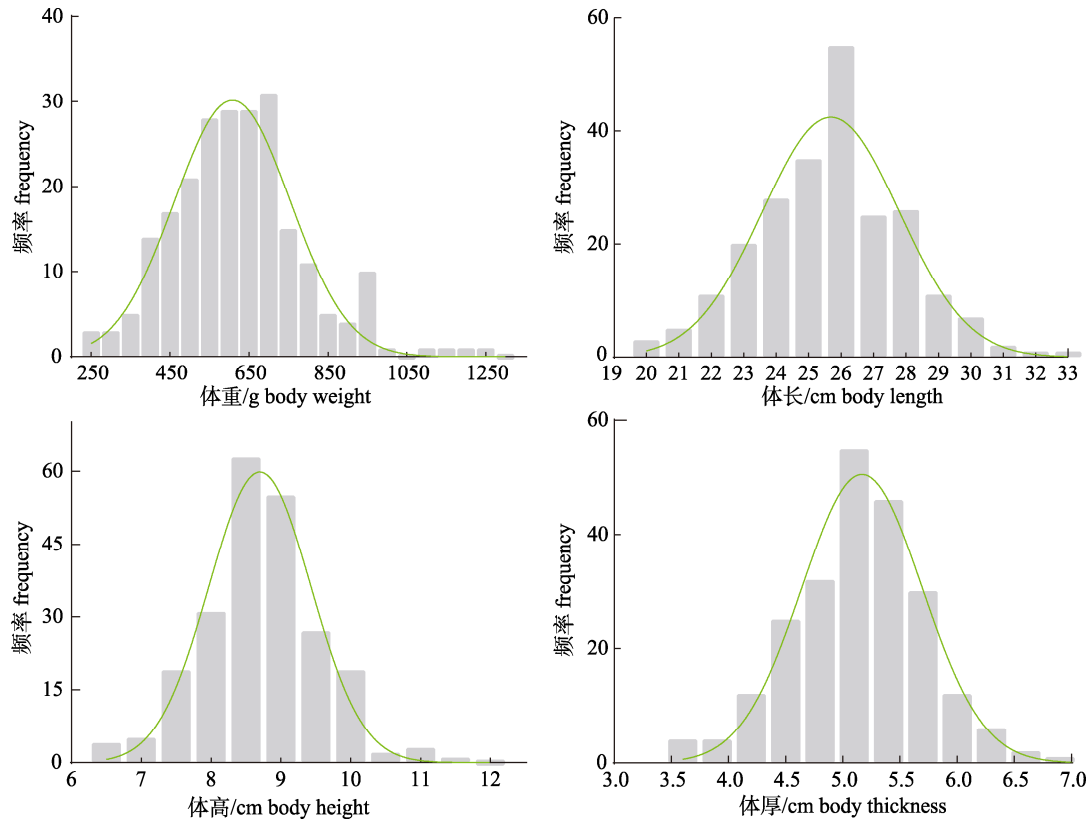 40
30
20
10
0
频率 frequency
250 450 650 850 1050 1250
体重/g body weight
60
40
20
0
频率 frequency
19 20 21 22 23 24 25 26 27 28 29 30 31 32 33
体长/cm body length
60
45
30
15
0
频率 frequency
6 7 8 9 10 11 12
体高/cm body height
60
40
20
0
频率 frequency
3.0 4.0 4.5 5.0 5.5 6.0 6.5 7.0
体厚/cm body thickness